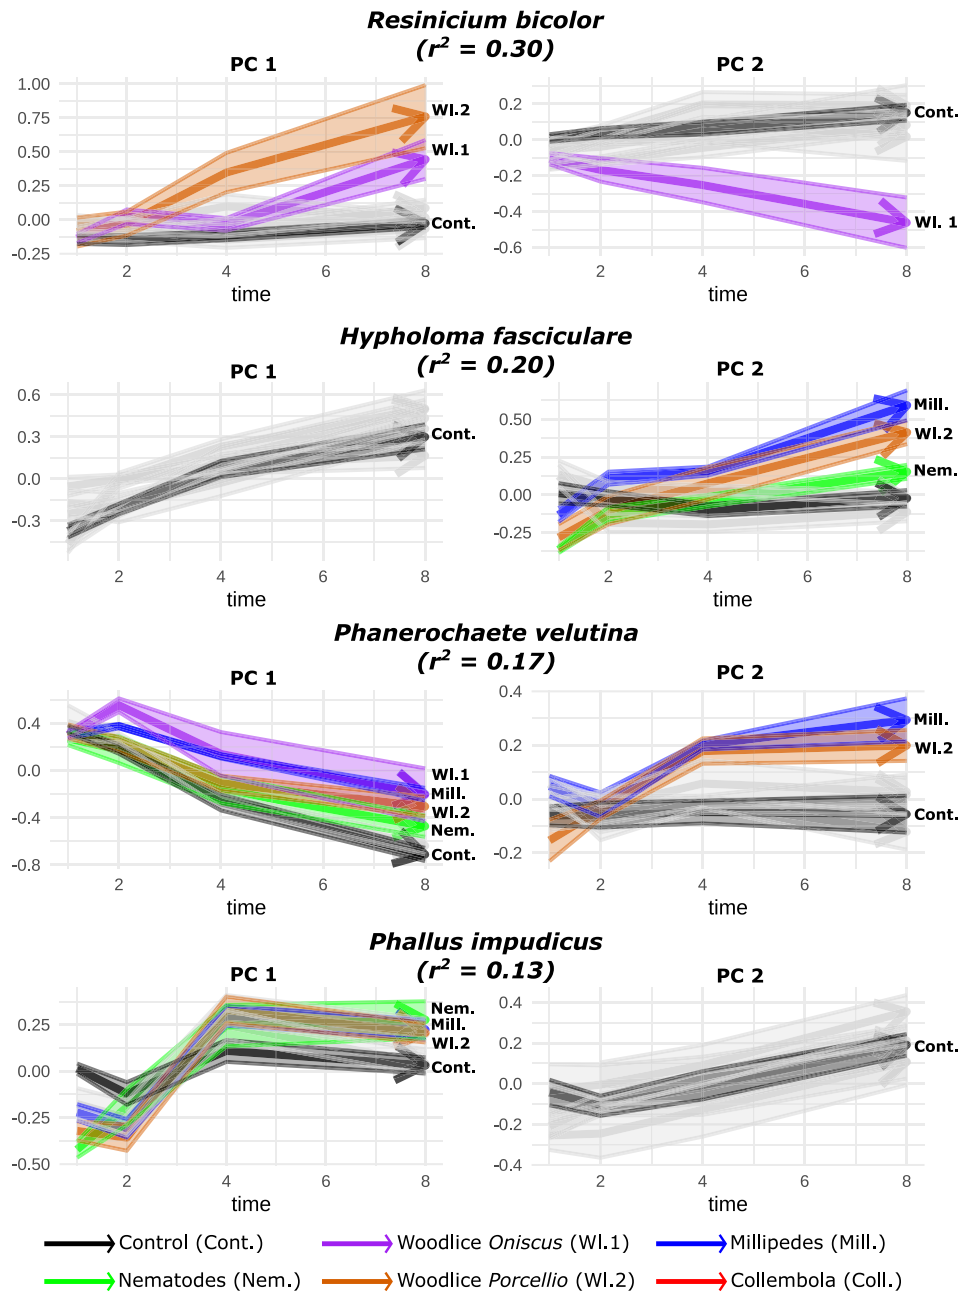 Resinicium bicolor
(r² = 0.30)
PC 1
PC 2
1.00
0.75
0.50
0.25
0.00
-0.25
Wl.2
Wl.1
Cont.
2
4
6
8
time
0.2
0.0
-0.2
-0.4
-0.6
Cont.
Wl. 1
2
4
6
8
time
Hypholoma fasciculare
(r² = 0.20)
PC 1
PC 2
0.6
0.3
0.0
-0.3
Cont.
2
4
6
8
time
0.50
0.25
0.00
-0.25
Mill.
Wl.2
Nem.
2
4
6
8
time
Phanerochaete velutina
(r² = 0.17)
PC 1
PC 2
0.4
0.0
-0.4
-0.8
Wl.1
Mill.
Wl.2
Nem.
Cont.
2
4
6
8
time
0.4
0.2
0.0
-0.2
Mill.
Wl.2
Cont.
2
4
6
8
time
Phallus impudicus
(r² = 0.13)
PC 1
PC 2
0.25
0.00
-0.25
-0.50
Nem.
Mill.
Wl.2
Cont.
2
4
6
8
time
0.4
0.2
0.0
-0.2
-0.4
Cont.
2
4
6
8
time
Control (Cont.)
Woodlice Oniscus (Wl.1)
Millipedes (Mill.)
Nematodes (Nem.)
Woodlice Porcellio (Wl.2)
Collembola (Coll.)